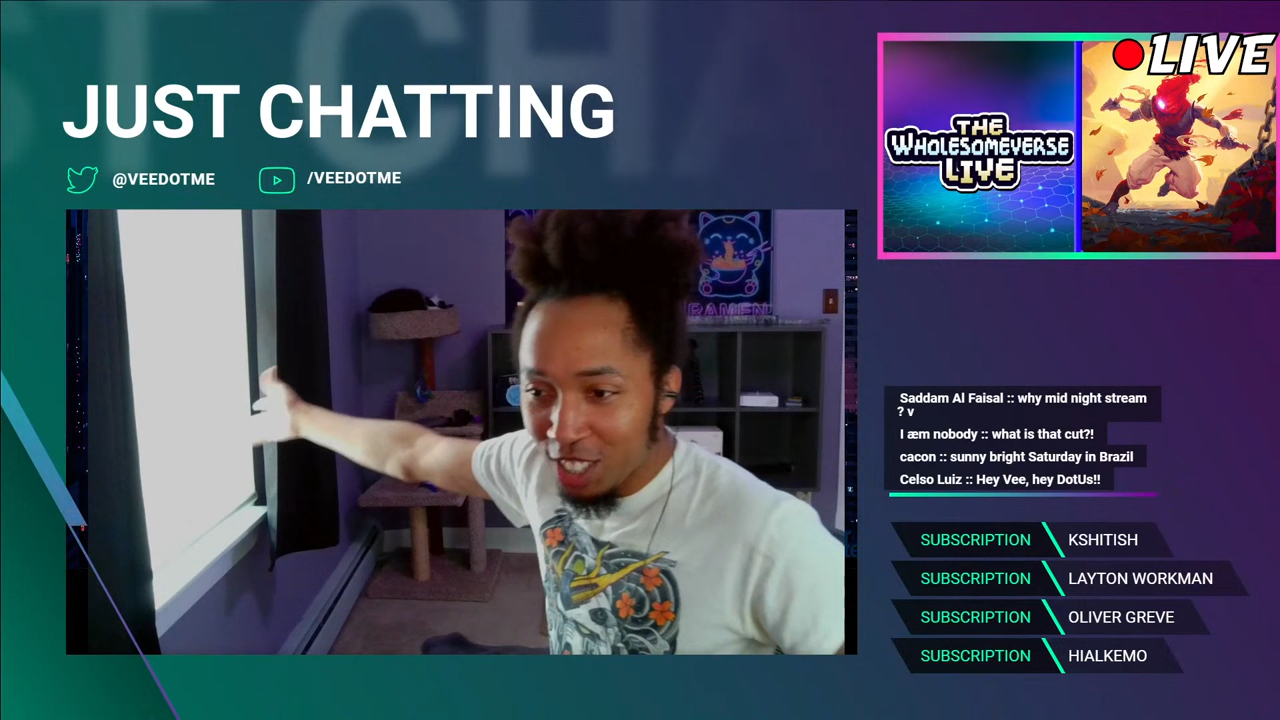 JUST CHATTING
@VEEDOTME
/VEEDOTME
LIVE
THE
WHOLESOMEVERSE
LIVE
RAMEN
Saddam Al Faisal :: why mid night stream
? v
I æm nobody :: what is that cut?!
cacon :: sunny bright Saturday in Brazil
Celso Luiz :: Hey Vee, hey DotUs!!
SUBSCRIPTION KSHITISH
SUBSCRIPTION LAYTON WORKMAN
SUBSCRIPTION OLIVER GREVE
SUBSCRIPTION HIALKEMO